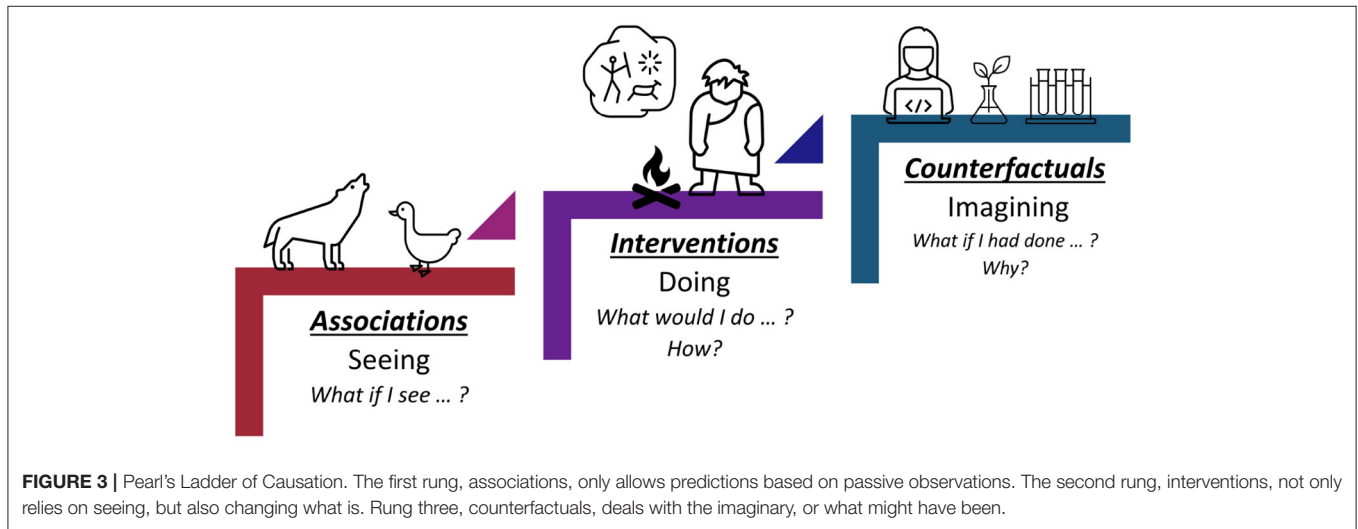 </>
Counterfactuals
Imagining
What if I had done ... ?
Why?
Interventions
Doing
What would I do ... ?
How?
Associations
Seeing
What if I see ... ?
FIGURE 3 | Pearl's Ladder of Causation. The first rung, associations, only allows predictions based on passive observations. The second rung, interventions, not only
relies on seeing, but also changing what is. Rung three, counterfactuals, deals with the imaginary, or what might have been.